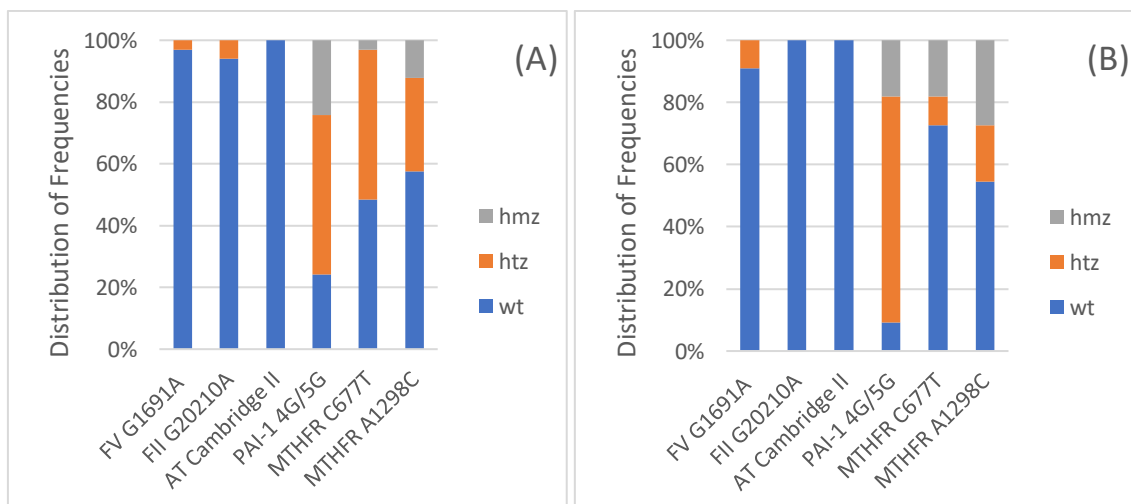 (A)
Distribution of Frequencies
100%
80%
60%
40%
20%
0%
FV G1691A
FII G20210A
AT Cambridge II
PAI-1 4G/5G
MTHFR C677T
MTHFR A1298C
hmz
htz
wt
(B)
Distribution of Frequencies
100%
80%
60%
40%
20%
0%
FV G1691A
FII G20210A
AT Cambridge II
PAI-1 4G/5G
MTHFR C677T
MTHFR A1298C
hmz
htz
wt